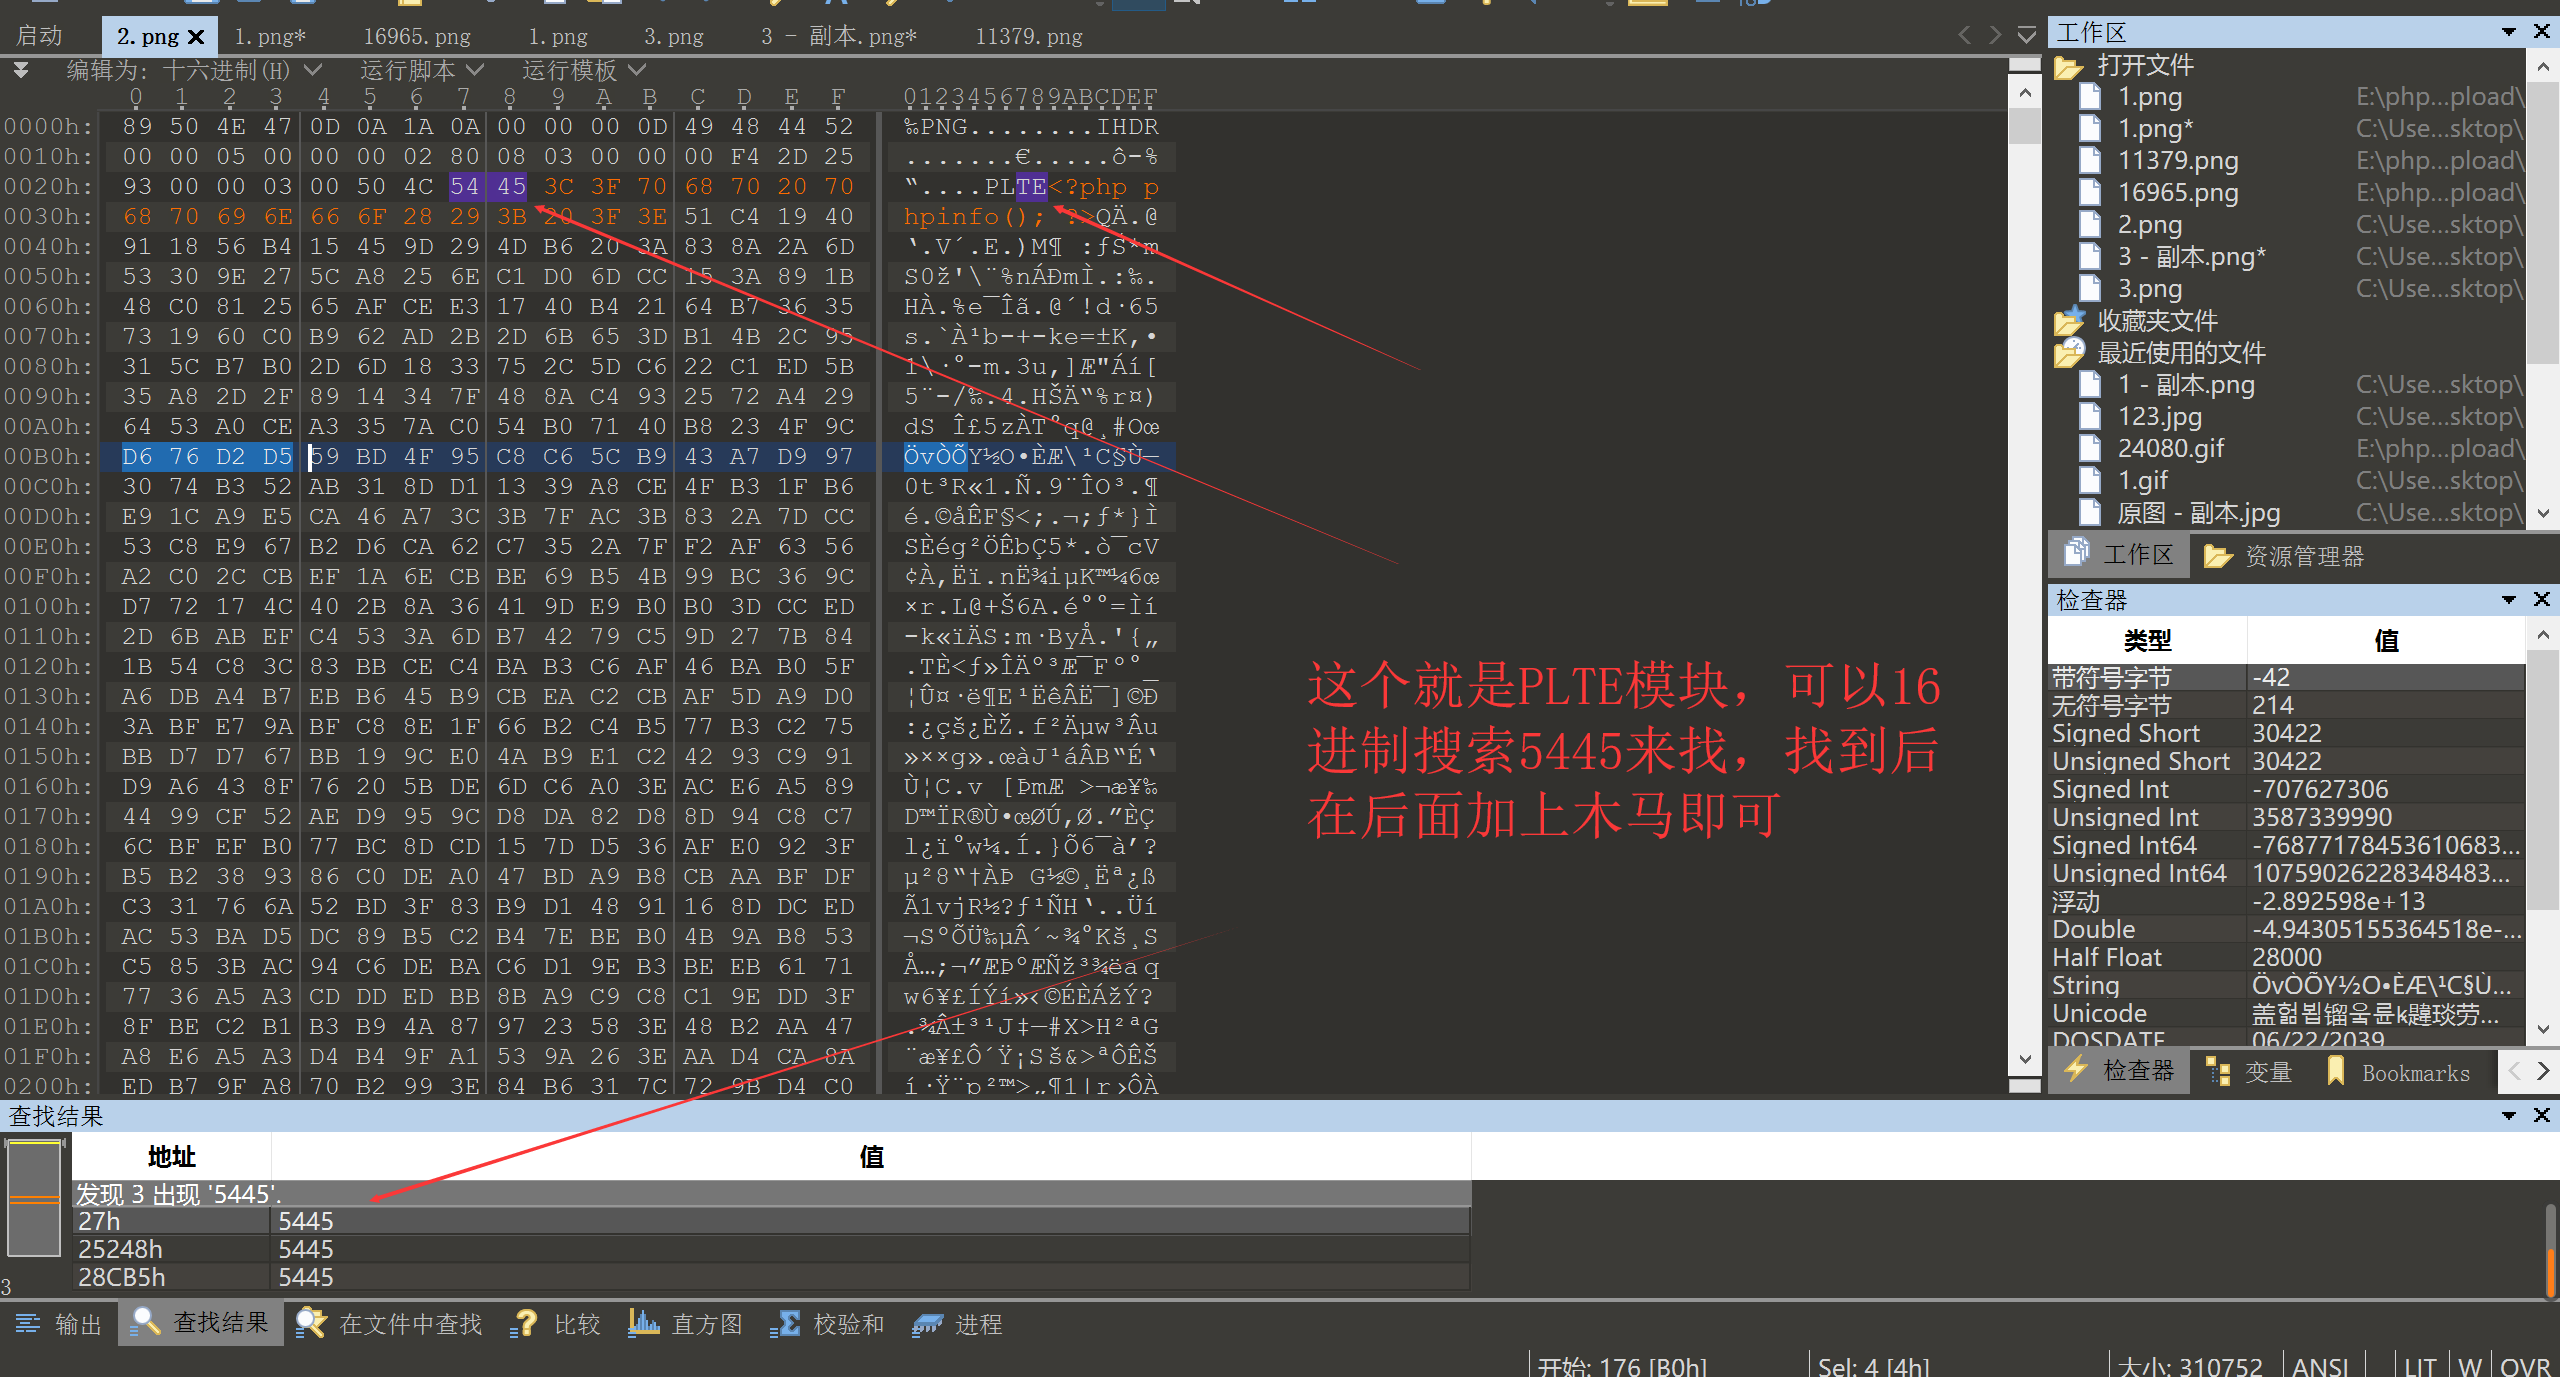 启动
2.png
1.png*
16965.png
1.png
3.png
3 - 副本.png*
11379.png
编辑为: 十六进制(H)
运行脚本
运行模板
0 1 2 3 4 5 6 7 8 9 A B C D E F 0123456789ABCDEF
0000h: 89 50 4E 47 0D 0A 1A 0A 00 00 00 0D 49 48 44 52 ‰PNG........IHDR
0010h: 00 00 05 00 00 00 02 80 08 03 00 00 00 F4 2D 25 .......€.....ô-%
0020h: 93 00 00 03 00 50 4C 54 45 3C 3F 70 68 70 20 70 “....PLTE<?php p
0030h: 68 70 69 6E 66 6F 28 29 3B 20 3F 3E 51 C4 19 40 hpinfo(); ?>QÄ.@
0040h: 91 18 56 B4 15 45 9D 29 4D B6 20 3A 83 8A 2A 6D ‘.V´.E.)M¶ :ƒŠ*m
0050h: 53 30 9E 27 5C A8 25 6E C1 D0 6D CC 15 3A 89 1B S0ž'\¨%nÁÐmÌ.:‰.
0060h: 48 C0 81 25 65 AF CE E3 17 40 B4 21 64 B7 36 35 HÀ.%e¯Îã.@´!d·65
0070h: 73 19 60 C0 B9 62 AD 2B 2D 6B 65 3D B1 4B 2C 95 s.`À¹b-+-ke=±K,•
0080h: 31 5C B7 B0 2D 6D 18 33 75 2C 5D C6 22 C1 ED 5B 1\·°-m.3u,]Æ"Áí[
0090h: 35 A8 2D 2F 89 14 34 7F 48 8A C4 93 25 72 A4 29 5¨-/‰.4.HŠÄ“%r¤)
00A0h: 64 53 A0 CE A3 35 7A C0 54 B0 71 40 B8 23 4F 9C dS Î£5zÀT°q@¸#Oœ
00B0h: D6 76 D2 D5 59 BD 4F 95 C8 C6 5C B9 43 A7 D9 97 ÖvÒÕY½O•ÈÆ\¹C§Ù—
00C0h: 30 74 B3 52 AB 31 8D D1 13 39 A8 CE 4F B3 1F B6 0t³R«1.Ñ.9¨ÎO³.¶
00D0h: E9 1C A9 E5 CA 46 A7 3C 3B 7F AC 3B 83 2A 7D CC é.©åÊF§<;.¬;ƒ*}Ì
00E0h: 53 C8 E9 67 B2 D6 CA 62 C7 35 2A 7F F2 AF 63 56 SÈég²ÖÊbÇ5*.ò¯cV
00F0h: A2 C0 2C CB EF 1A 6E CB BE 69 B5 4B 99 BC 36 9C ¢À,Ëï.nË¾iµK™¼6œ
0100h: D7 72 17 4C 40 2B 8A 36 41 9D E9 B0 B0 3D CC ED ×r.L@+Š6A.é°°=Ìí
0110h: 2D 6B AB EF C4 53 3A 6D B7 42 79 C5 9D 27 7B 84 -k«ïÄS:m·ByÅ.'{„
0120h: 1B 54 C8 3C 83 BB CE C4 BA B3 C6 AF 46 BA B0 5F .TÈ<ƒ»ÎÄº³Æ¯Fº°_
0130h: A6 DB A4 B7 EB B6 45 B9 CB EA C2 CB AF 5D A9 D0 ¦Û¤·ë¶E¹ËêÂË¯]©Ð
0140h: 3A BF E7 9A BF C8 8E 1F 66 B2 C4 B5 77 B3 C2 75 :¿çš¿ÈŽ.f²Äµw³Âu
0150h: BB D7 D7 67 BB 19 9C E0 4A B9 E1 C2 42 93 C9 91 »××g».œàJ¹áÂB“É‘
0160h: D9 A6 43 8F 76 20 5B DE 6D C6 A0 3E AC E6 A5 89 Ù¦C.v [ÞmÆ >¬æ¥‰
0170h: 44 99 CF 52 AE D9 95 9C D8 DA 82 D8 8D 94 C8 C7 D™ÏR®Ù•œØÚ‚Ø.”ÈÇ
0180h: 6C BF EF B0 77 BC 8D CD 15 7D D5 36 AF E0 92 3F l¿ï°w¼.Í.}Õ6¯à’?
0190h: B5 B2 38 93 86 C0 DE A0 47 BD A9 B8 CB AA BF DF µ²8“†ÀÞ G½©¸Ëª¿ß
01A0h: C3 31 76 6A 52 BD 3F 83 B9 D1 48 91 16 8D DC ED Ã1vjR½?ƒ¹ÑH‘..Üí
01B0h: AC 53 BA D5 DC 89 B5 C2 B4 7E BE B0 4B 9A B8 53 ¬SºÕÜ‰µÂ´~¾°Kš¸S
01C0h: C5 85 3B AC 94 C6 DE BA C6 D1 9E B3 BE EB 61 71 Å…;¬”ÆÞºÆÑž³¾ëaq
01D0h: 77 36 A5 A3 CD DD ED BB 8B A9 C9 C8 C1 9E DD 3F w6¥£ÍÝí»‹©ÉÈÁžÝ?
01E0h: 8F BE C2 B1 B3 B9 4A 87 97 23 58 3E 48 B2 AA 47 .¾Â±³¹J‡—#X>H²ªG
01F0h: A8 E6 A5 A3 D4 B4 9F A1 53 9A 26 3E AA D4 CA 8A ¨æ¥£Ô´Ÿ¡Sš&>ªÔÊŠ
0200h: ED B7 9F A8 70 B2 99 3E 84 B6 31 7C 72 9B D4 C0 í·Ÿ¨p²™>„¶1|r›ÔÀ
这个就是PLTE模块，可以16
进制搜索5445来找，找到后
在后面加上木马即可
工作区
打开文件
1.png E:\php...pload\
1.png* C:\Use...sktop\
11379.png E:\php...pload\
16965.png E:\php...pload\
2.png C:\Use...sktop\
3 - 副本.png* C:\Use...sktop\
3.png C:\Use...sktop\
收藏夹文件
最近使用的文件
1 - 副本.png C:\Use...sktop\
123.jpg C:\Use...sktop\
24080.gif E:\php...pload\
1.gif C:\Use...sktop\
原图 - 副本.jpg C:\Use...sktop\
工作区
资源管理器
检查器
类型 值
带符号字节 -42
无符号字节 214
Signed Short 30422
Unsigned Short 30422
Signed Int -707627306
Unsigned Int 3587339990
Signed Int64 -76877178453610683...
Unsigned Int64 10759026228348483...
浮动 -2.892598e+13
Double -4.94305155364518e-...
Half Float 28000
String ÖvÒÕY½O•ÈÆ\¹C§Ù...
Unicode
DOSDATE 06/22/2039
检查器
变量
Bookmarks
查找结果
地址 值
发现 3 出现 '5445'.
27h 5445
25248h 5445
28CB5h 5445
3
输出
查找结果
在文件中查找
比较
直方图
校验和
进程
开始: 176 [B0h]
Sel: 4 [4h]
大小: 310752
ANSI
LIT
W
OVR